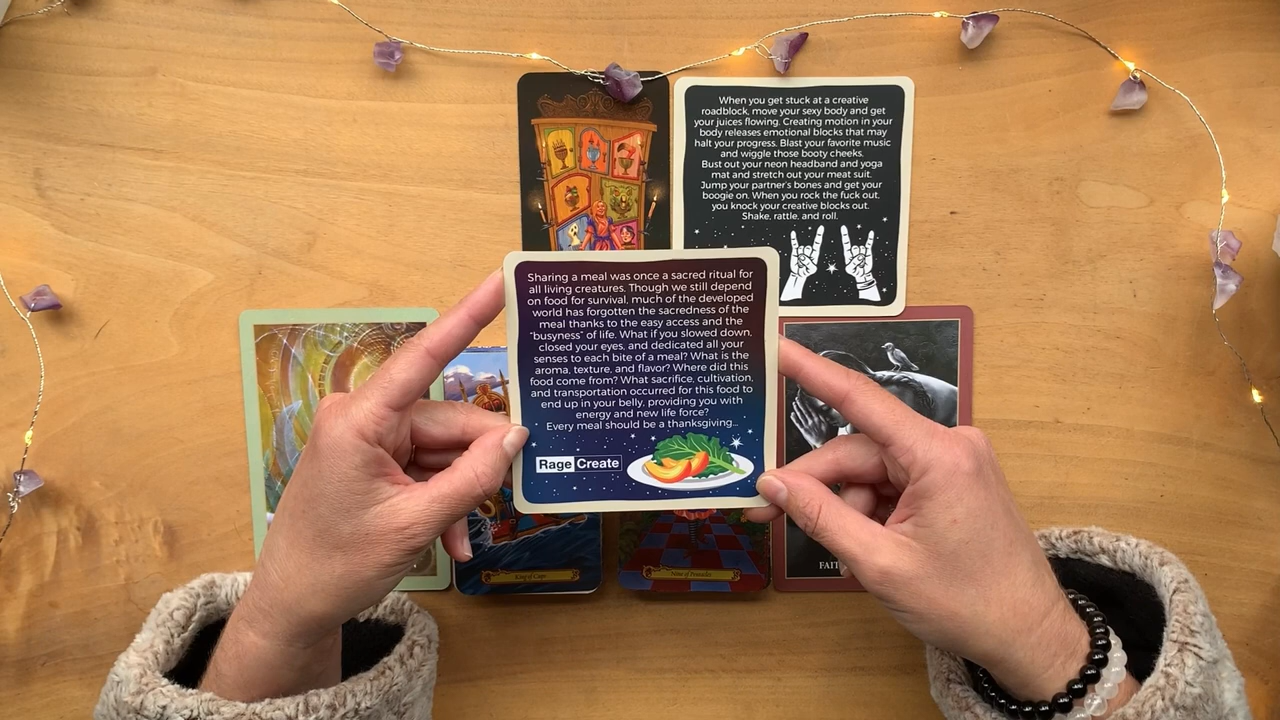 When you get stuck at a creative
roadblock, move your sexy body and get
your juices flowing. Creating motion in your
body releases emotional blocks that may
halt your progress. Blast your favorite music
and wiggle those booty cheeks.
Bust out your neon headband and yoga
mat and stretch out your meat suit.
Jump your partner's bones and get your
boogie on. When you rock the fuck out,
you knock your creative blocks out.
Shake, rattle, and roll.
Sharing a meal was once a sacred ritual for
all living creatures. Though we still depend
on food for survival, much of the developed
world has forgotten the sacredness of the
meal thanks to the easy access and the
"busyness" of life. What if you slowed down,
closed your eyes, and dedicated all your
senses to each bite of a meal? What is the
aroma, texture, and flavor? Where did this
food come from? What sacrifice, cultivation,
and transportation occurred for this food to
end up in your belly, providing you with
energy and new life force?
Every meal should be a thanksgiving...
Rage Create
King of Cups
Nine of Pentacles
FAIT